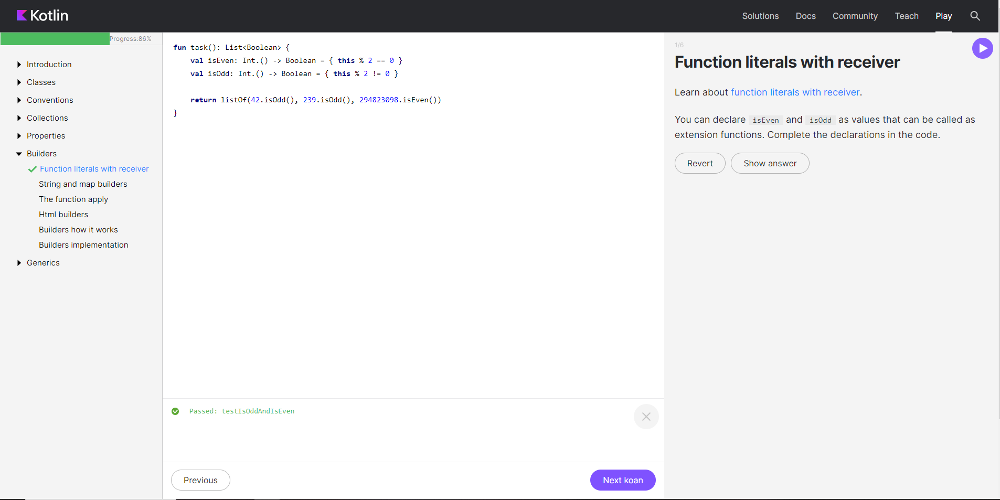 Kotlin
Solutions Docs Community Teach Play
Progress:86%
Introduction
Classes
Conventions
Collections
Properties
Builders
Function literals with receiver
String and map builders
The function apply
Html builders
Builders how it works
Builders implementation
Generics
fun task(): List<Boolean> {
    val isEven: Int.() -> Boolean = { this % 2 == 0 }
    val isOdd: Int.() -> Boolean = { this % 2 != 0 }
    return listOf(42.isOdd(), 239.isOdd(), 294823098.isEven())
}
Passed: testIsOddAndIsEven
Previous
Next koan
1/6
Function literals with receiver
Learn about function literals with receiver.
You can declare isEven and isOdd as values that can be called as
extension functions. Complete the declarations in the code.
Revert
Show answer